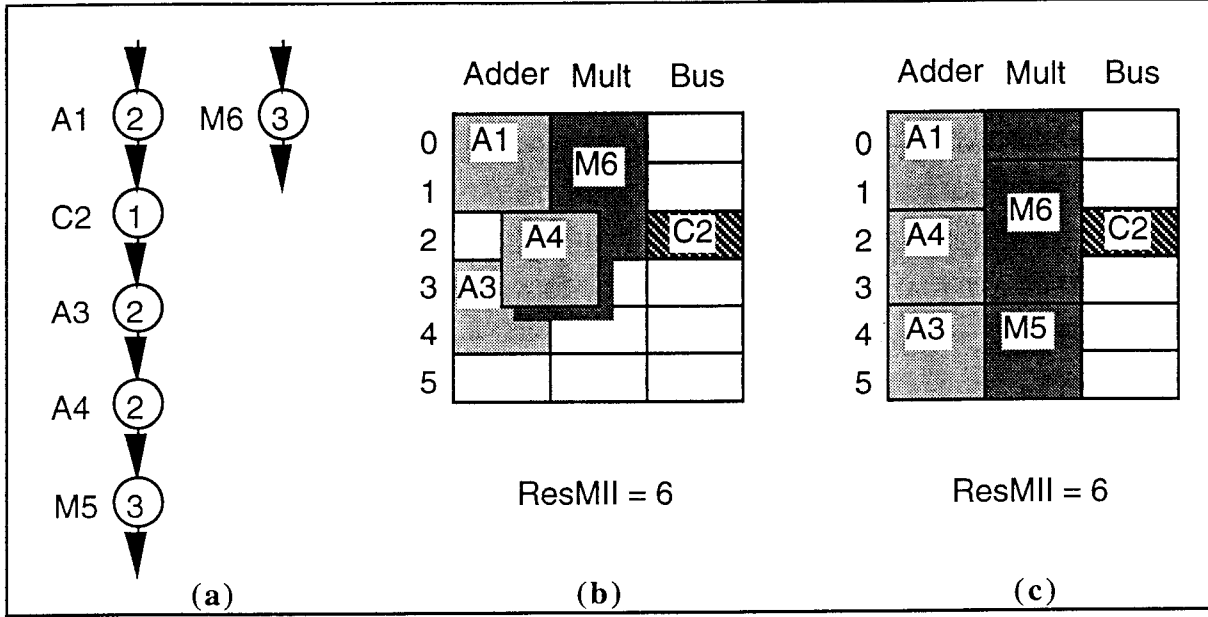 A1 2 M6 3
C2 1
A3 2
A4 2
M5 3
(a)
Adder Mult Bus
0 A1
M6
1
2 A4 C2
3 A3
4
5
ResMII = 6
(b)
Adder Mult Bus
0 A1
1 M6
2 A4 C2
3
4 A3 M5
5
ResMII = 6
(c)